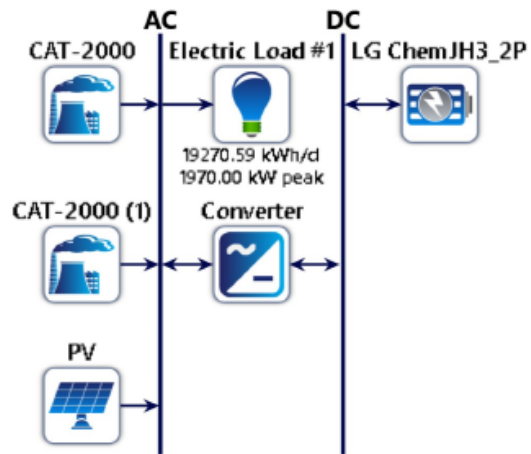 AC
DC
CAT-2000
Electric Load #1
LG ChemJH3_2P
19270.59 kWh/d
1970.00 kW peak
CAT-2000 (1)
Converter
PV